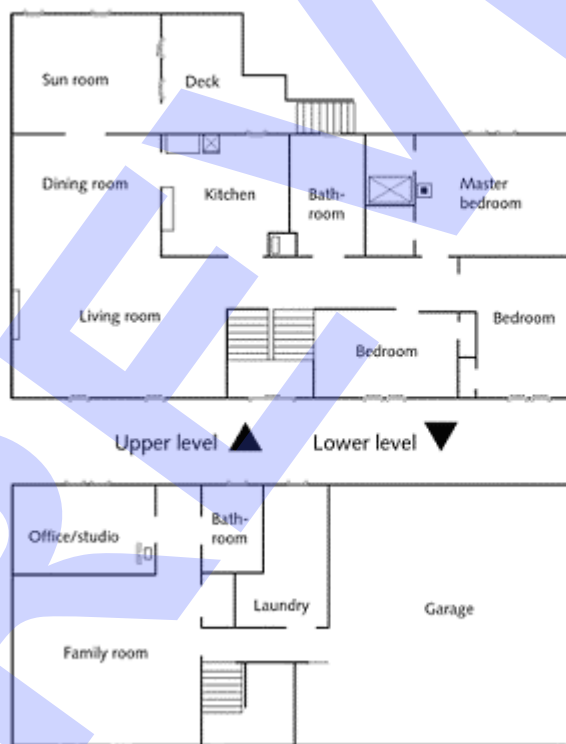 Sun room
Deck
Dining room
Kitchen
Bath-
room
Master
bedroom
Living room
Bedroom
Bedroom
Upper level
Lower level
Office/studio
Bath-
room
Laundry
Garage
Family room